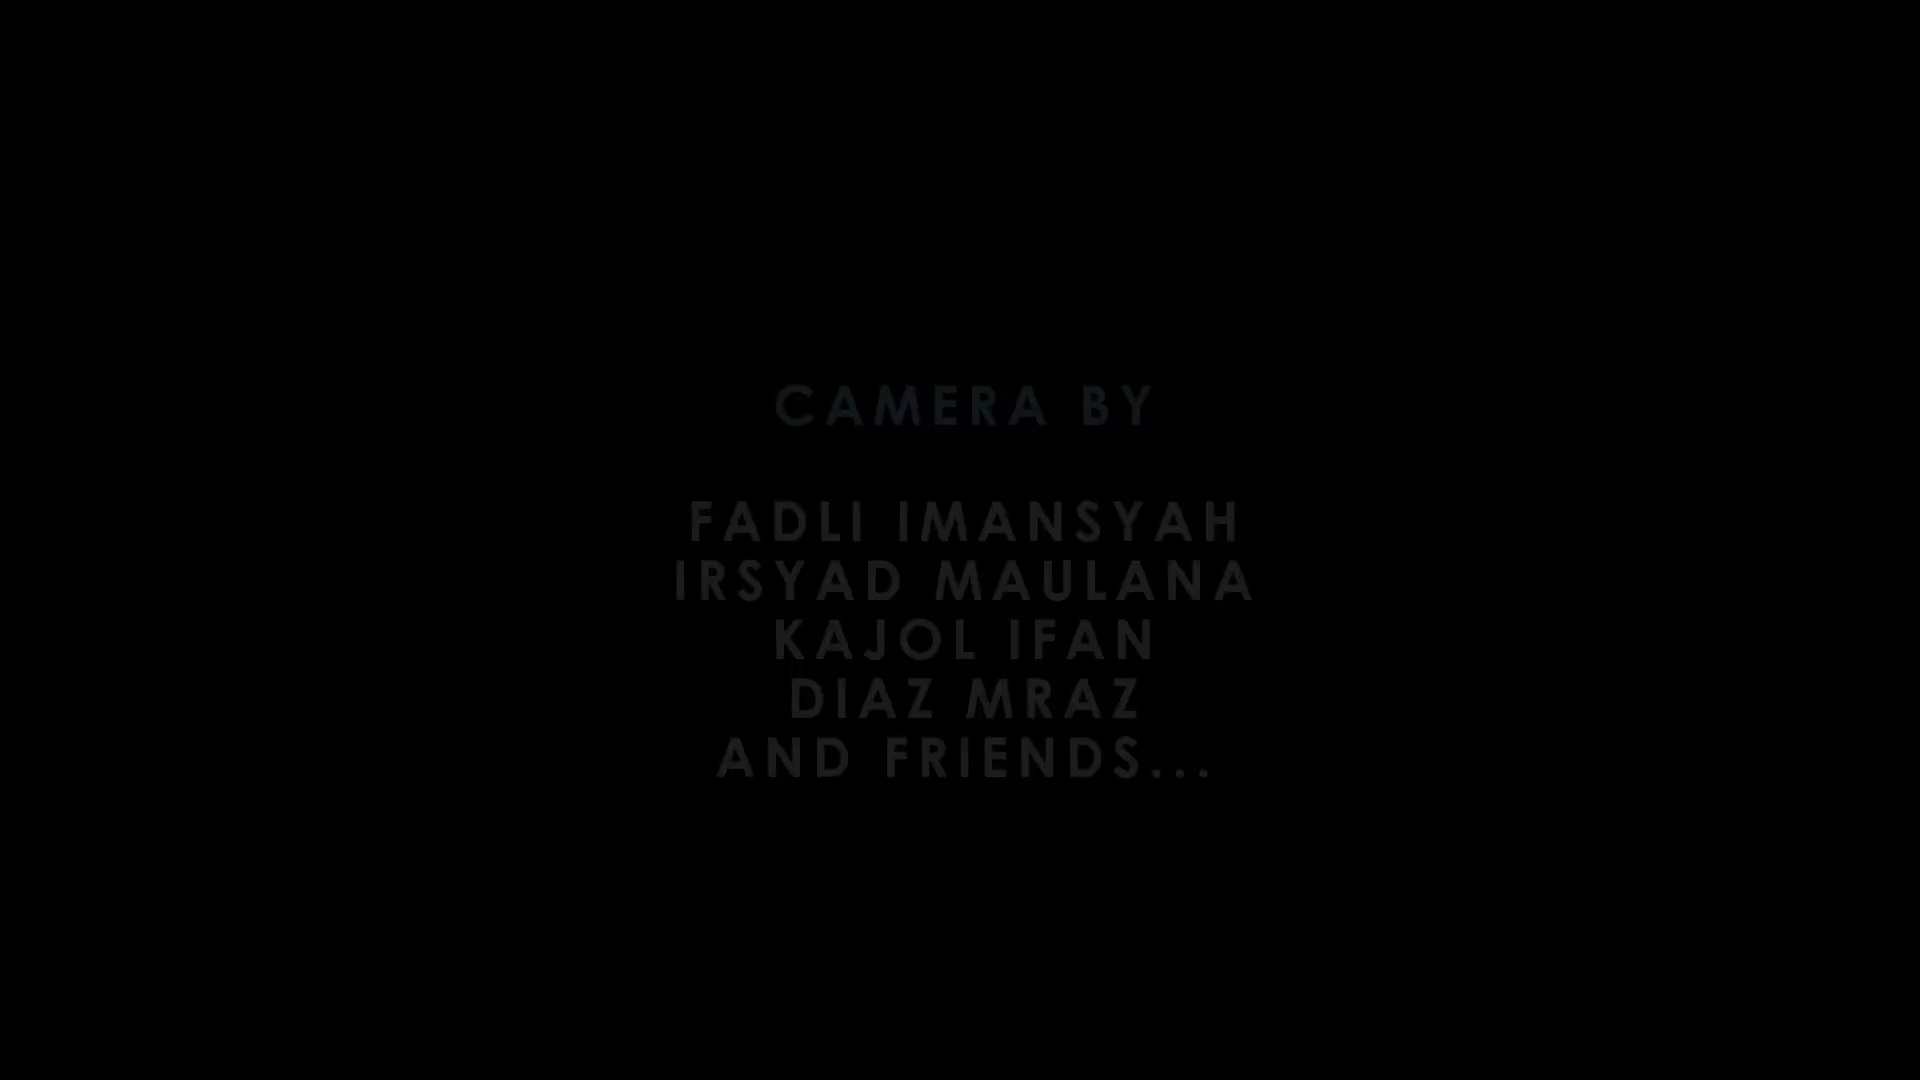 CAMERA BY
FADLI IMANSYAH
IRSYAD MAULANA
KAJOL IFAN
DIAZ MRAZ
AND FRIENDS...